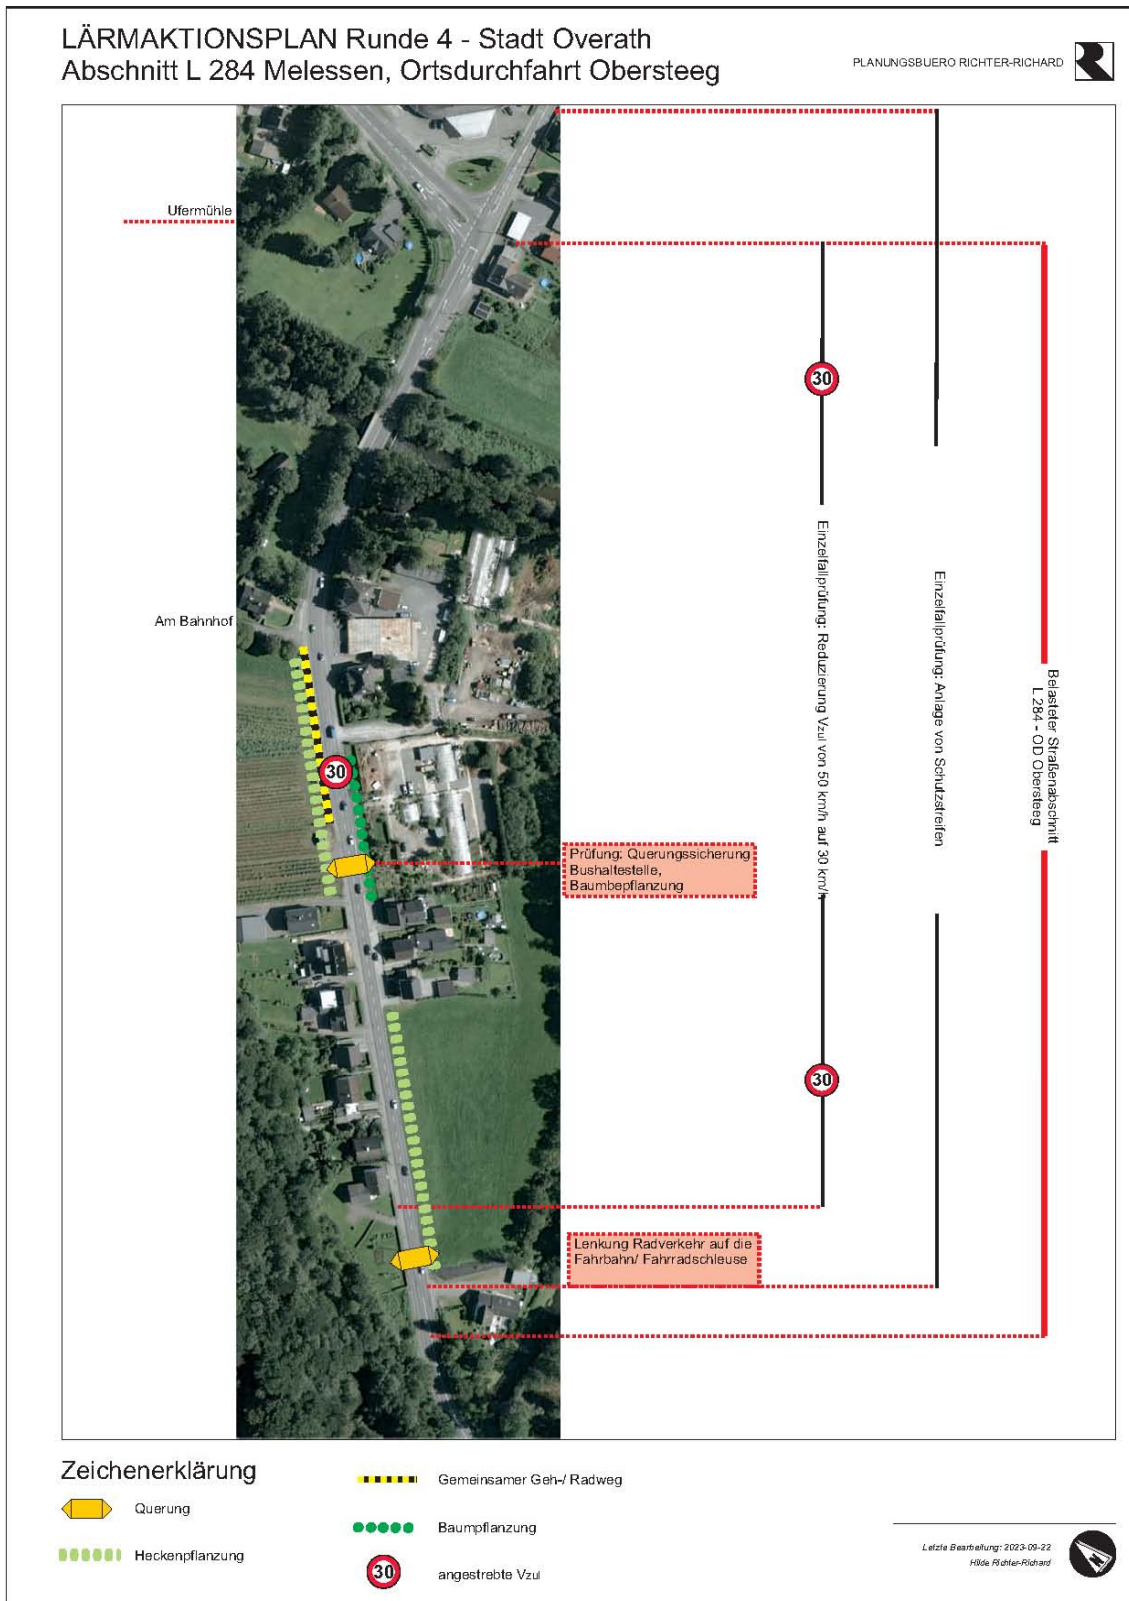 LÄRMAKTIONSPLAN Runde 4 - Stadt Overath
Abschnitt L 284 Melessen, Ortsdurchfahrt Obersteeg
PLANUNGSBUERO RICHTER-RICHARD
Ufermühle
30
Einzelfallprüfung: Reduzierung Vzul von 50 km/h auf 30 km/h
Einzelfallprüfung: Anlage von Schutzstreifen
Belasteter Straßenabschnitt
L 284 - OD Obersteeg
Am Bahnhof
30
Prüfung: Querungssicherung
Bushaltestelle,
Baumbepflanzung
30
Lenkung Radverkehr auf die
Fahrbahn/ Fahrradschleuse
Zeichenerklärung
Querung
Heckenpflanzung
Gemeinsamer Geh-/ Radweg
Baumpflanzung
30
angestrebte Vzul
Letzte Bearbeitung: 2023-09-22
Hilde Richter-Richard
N